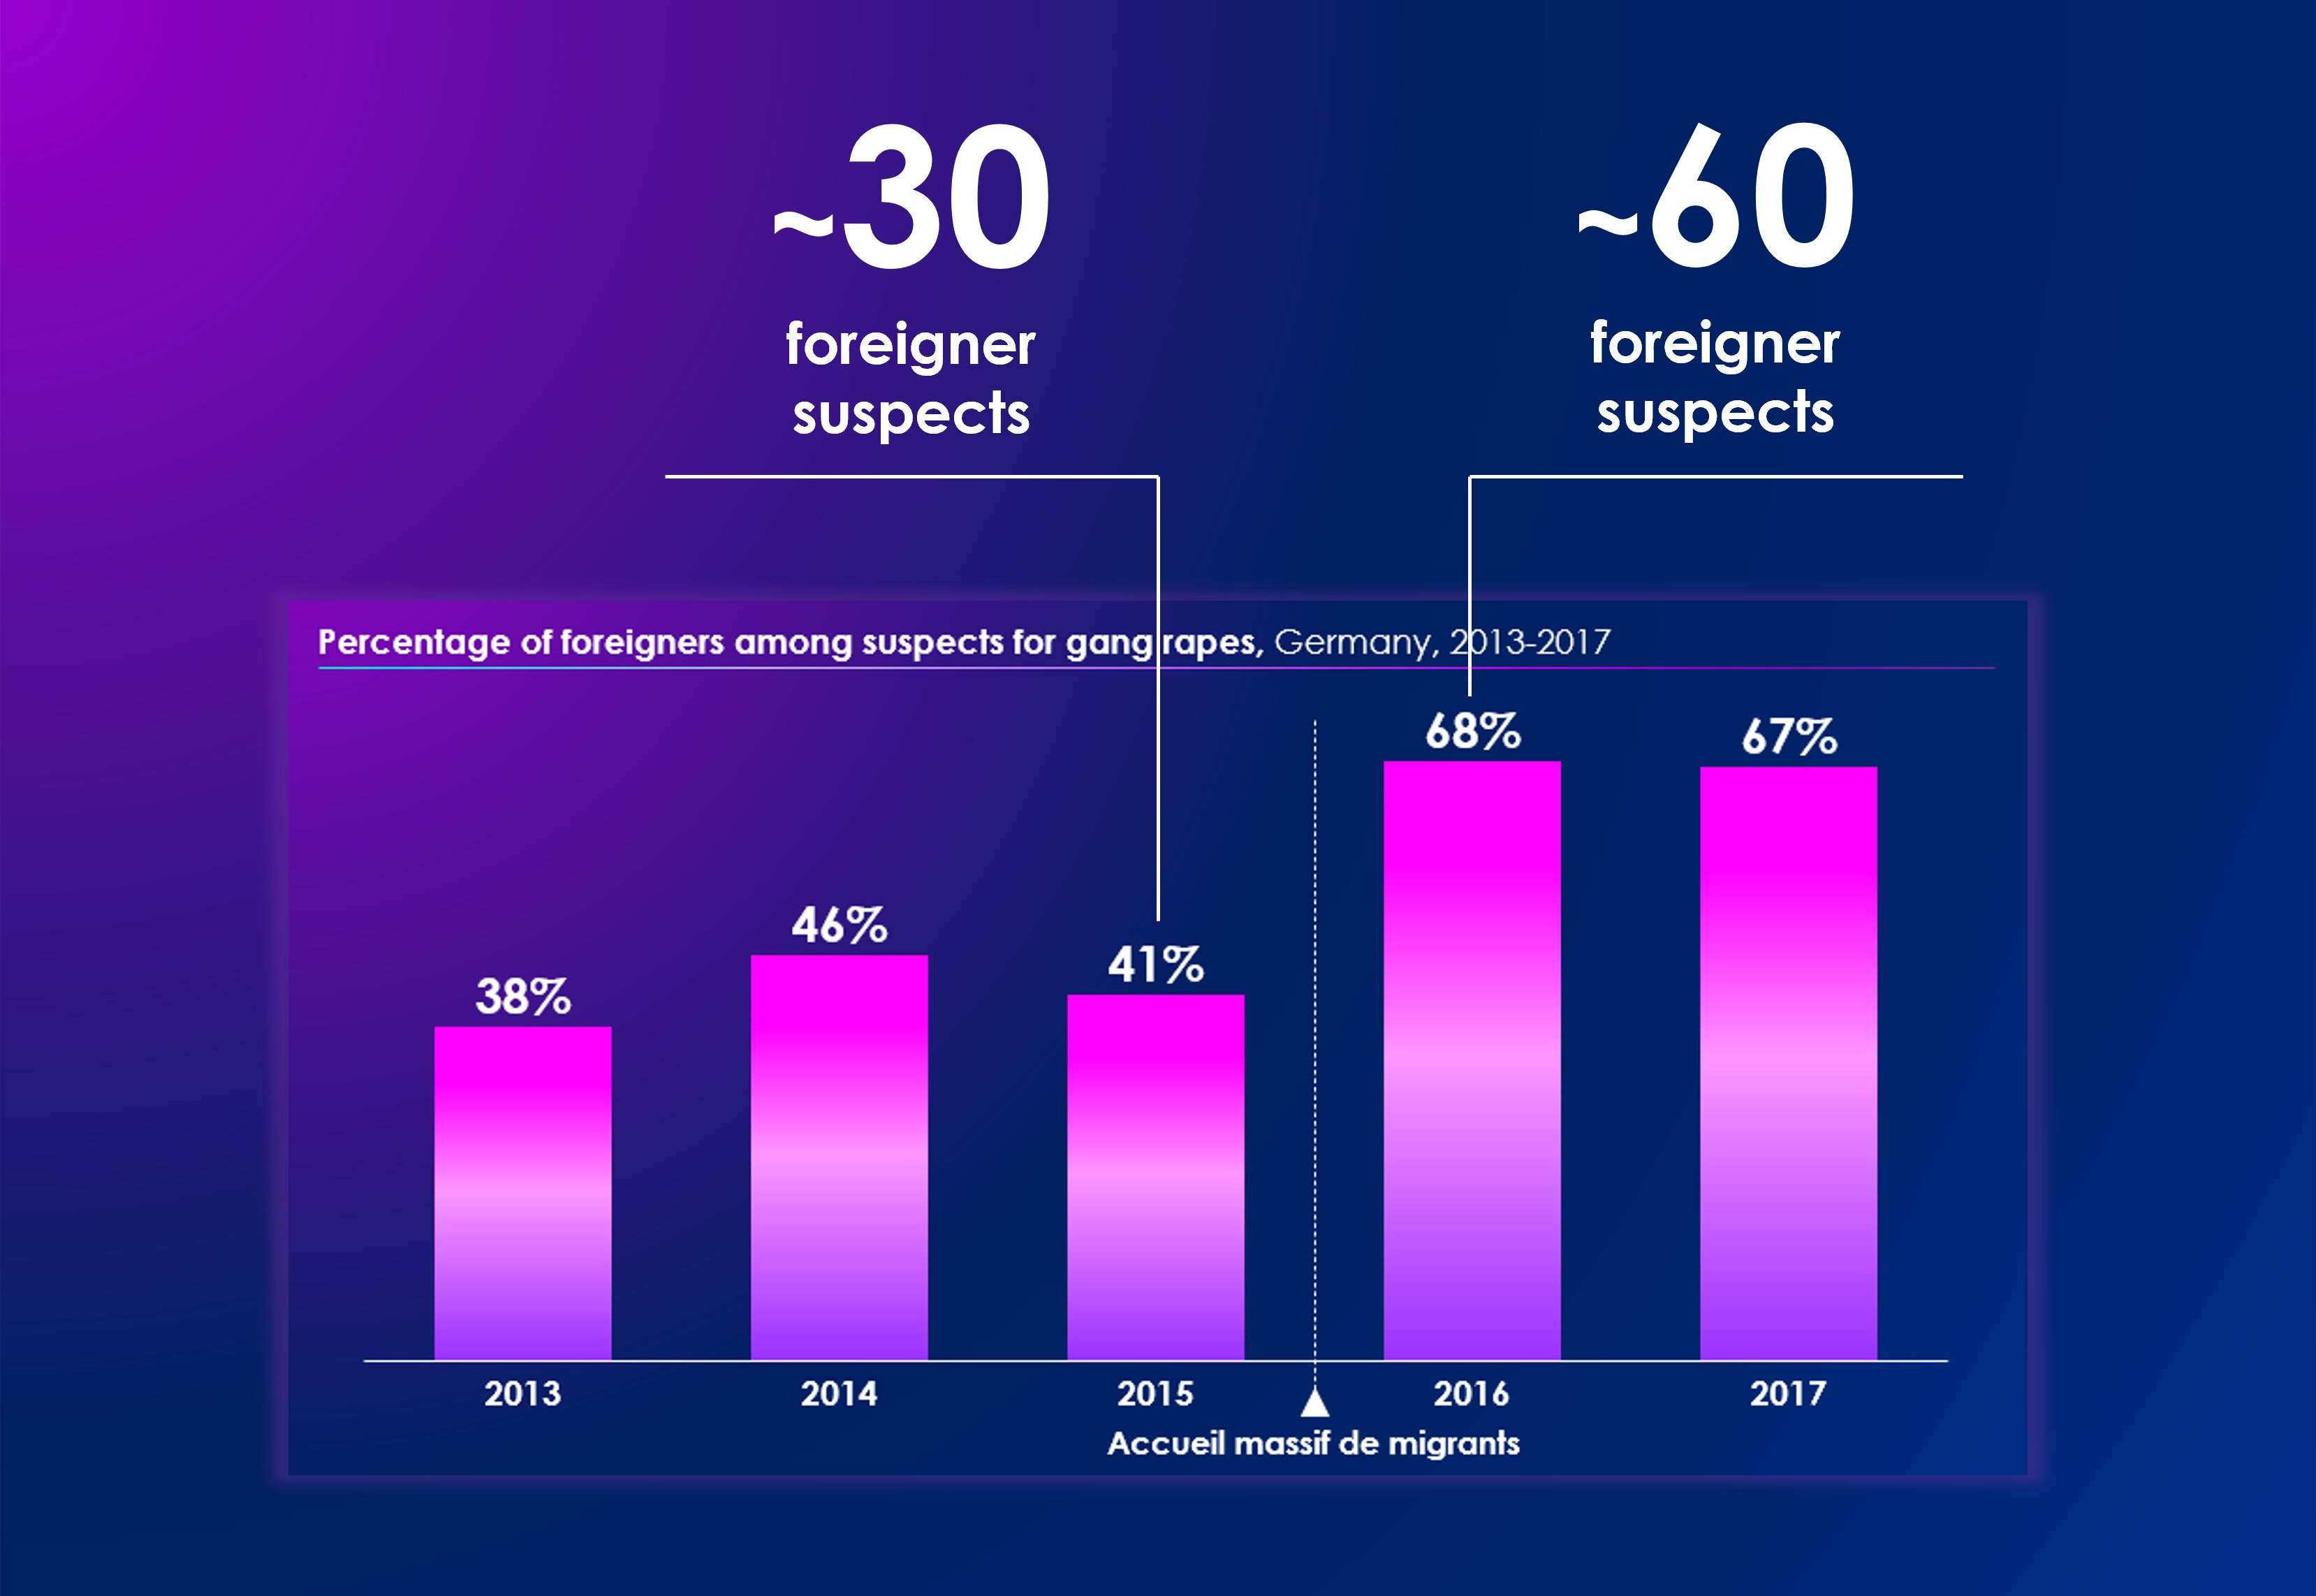 ~30
foreigner
suspects
~60
foreigner
suspects
Percentage of foreigners among suspects for gang rapes, Germany, 2013-2017
38%
46%
41%
68%
67%
2013
2014
2015
2016
2017
Accueil massif de migrants